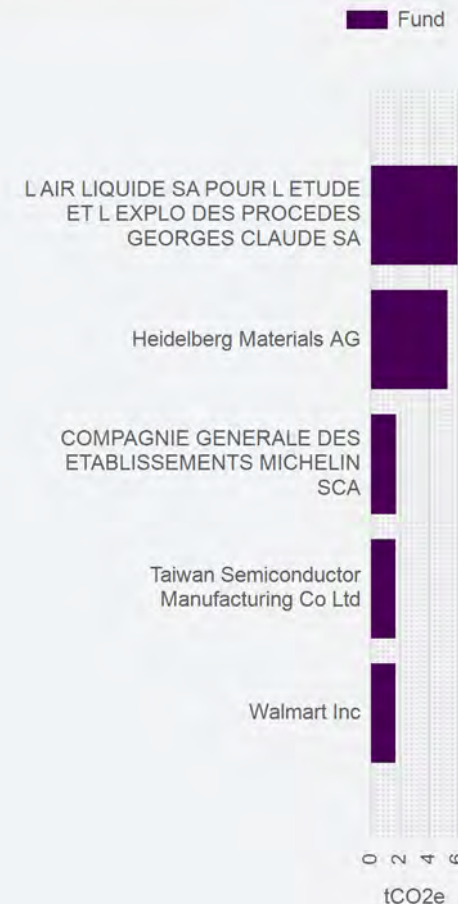 Fund
L AIR LIQUIDE SA POUR L ETUDE
ET L EXPLO DES PROCEDES
GEORGES CLAUDE SA
Heidelberg Materials AG
COMPAGNIE GENERALE DES
ETABLISSEMENTS MICHELIN
SCA
Taiwan Semiconductor
Manufacturing Co Ltd
Walmart Inc
0 2 4 6
tCO2e